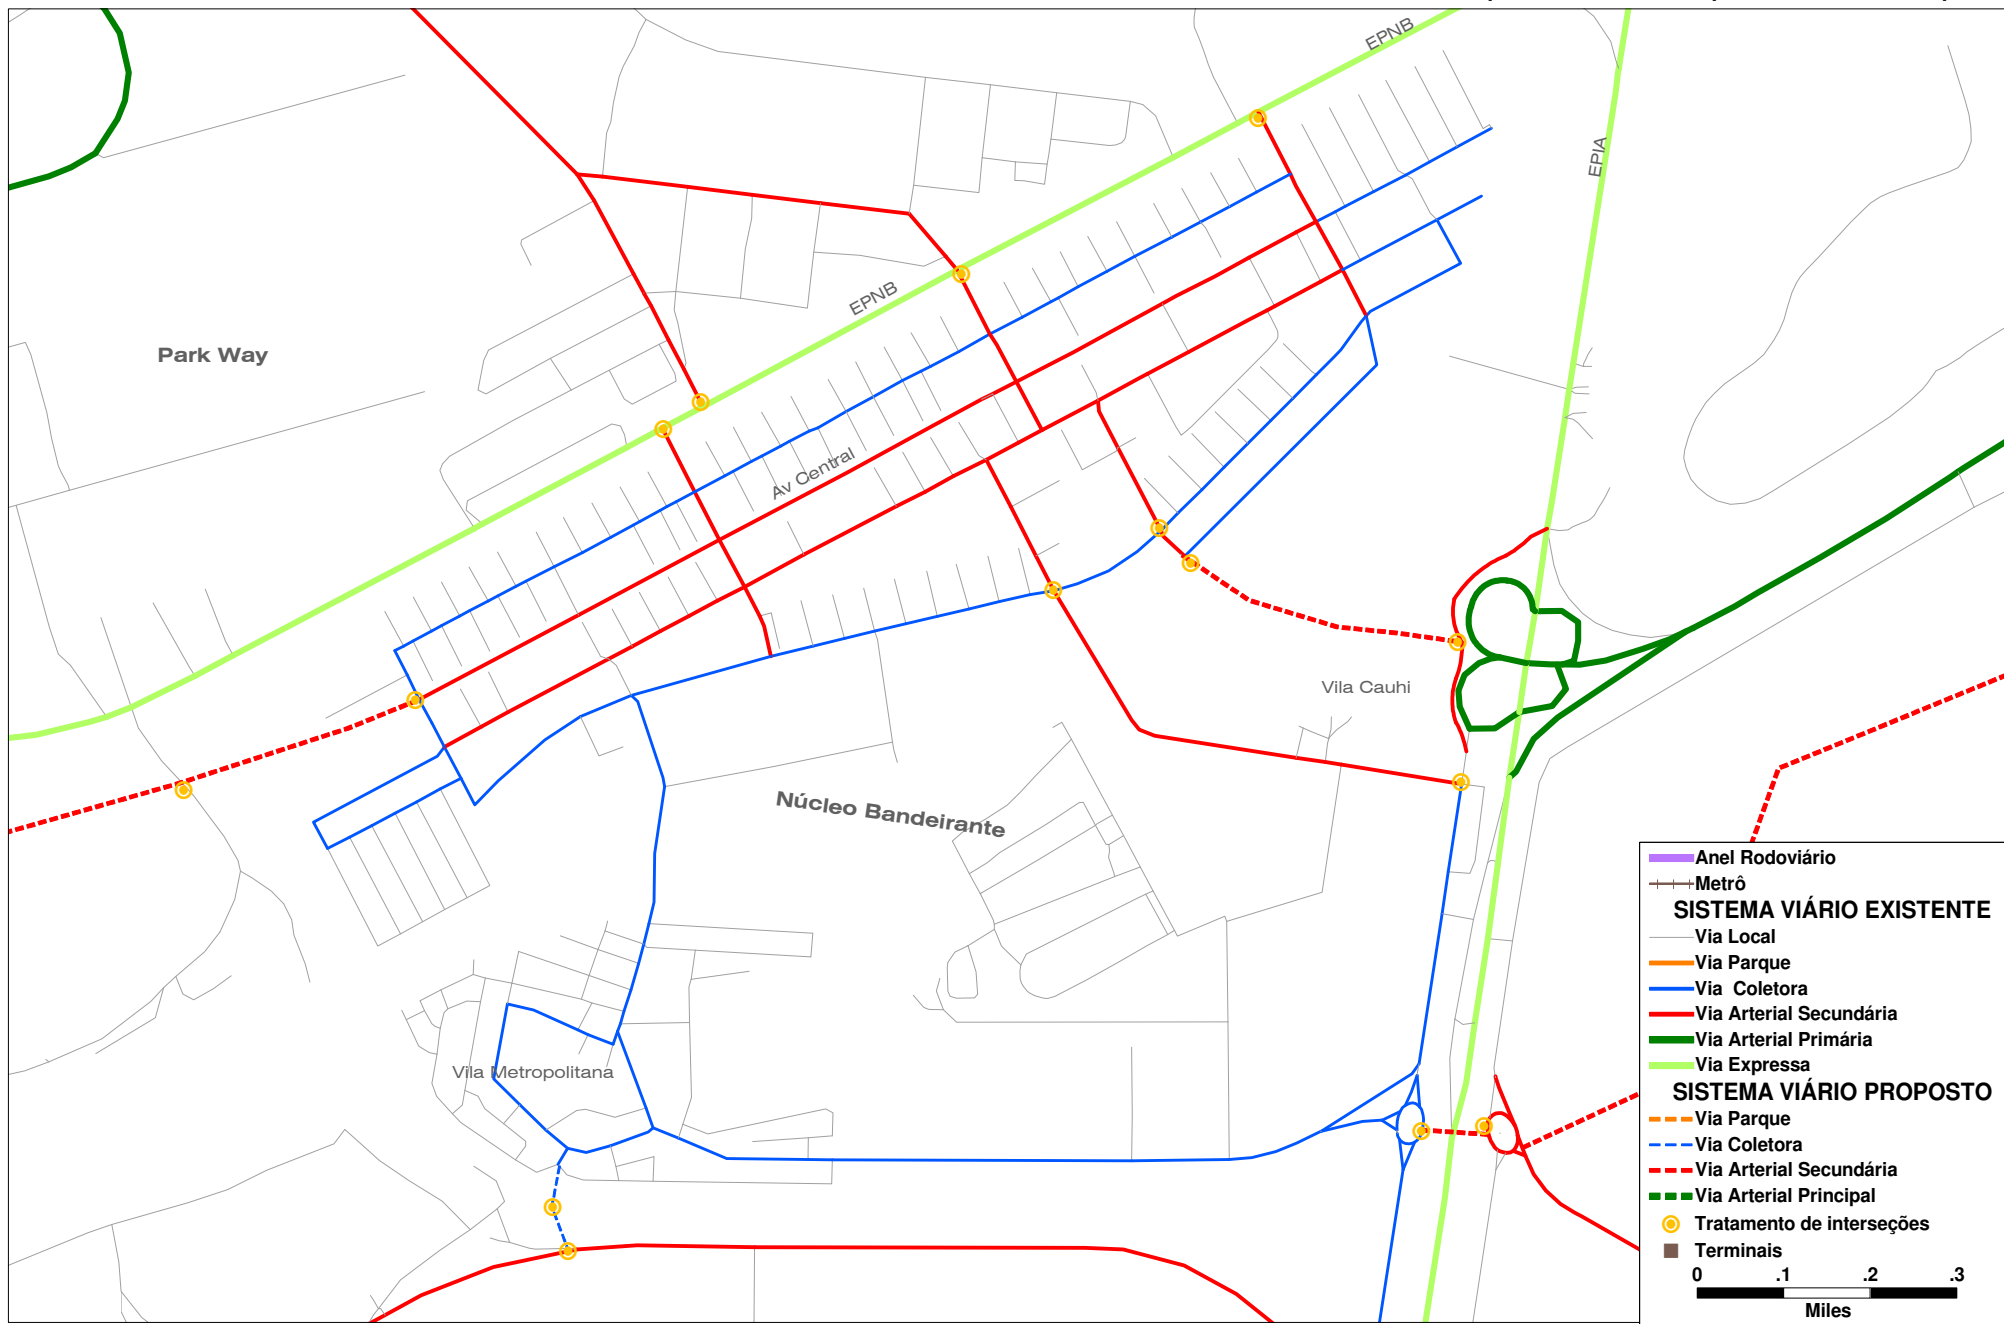 EPNB
EPIA
EPNB
Park Way
Av Central
Vila Cauhi
Núcleo Bandeirante
Vila Metropolitana
Anel Rodoviário
Metrô
SISTEMA VIÁRIO EXISTENTE
Via Local
Via Parque
Via Coletora
Via Arterial Secundária
Via Arterial Primária
Via Expressa
SISTEMA VIÁRIO PROPOSTO
Via Parque
Via Coletora
Via Arterial Secundária
Via Arterial Principal
Tratamento de interseções
Terminais
0 .1 .2 .3
Miles